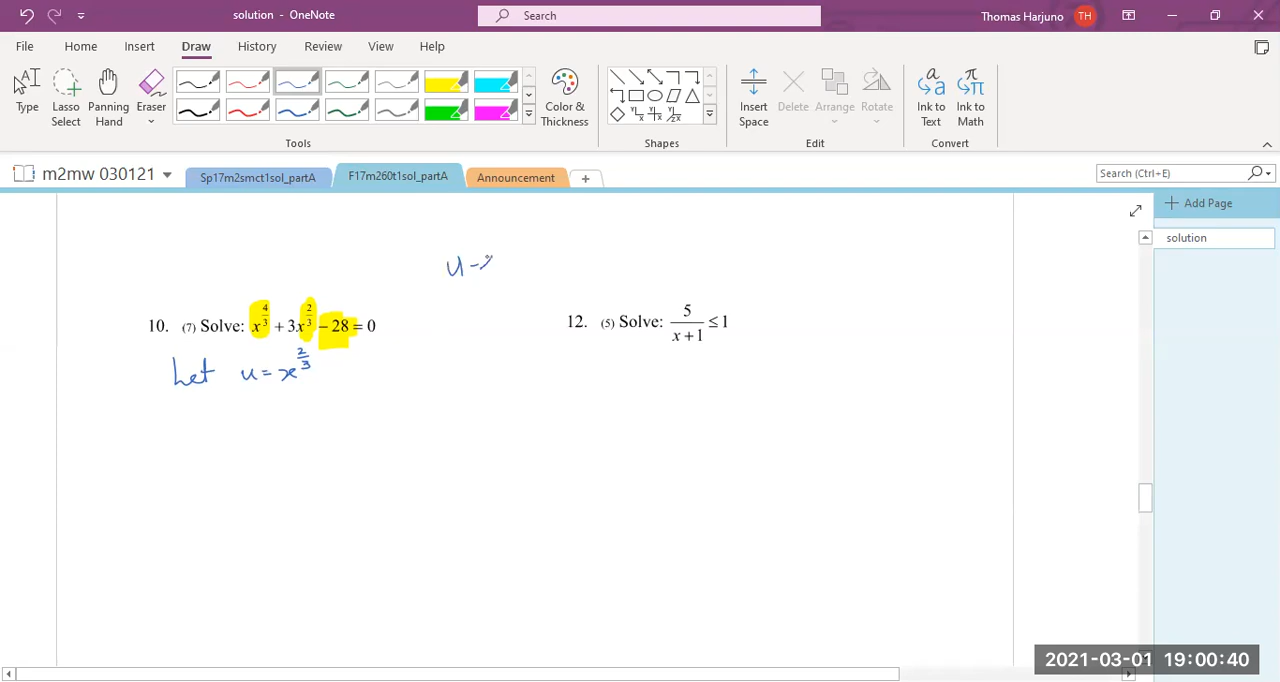 solution - OneNote
Search
Thomas Harjuno TH
File Home Insert Draw History Review View Help
Type
Lasso Select
Panning Hand
Eraser
Color & Thickness
Insert Space
Delete
Arrange
Rotate
Ink to Text
Ink to Math
Tools
Shapes
Edit
Convert
m2mw 030121
Sp17m2smct1sol_partA
F17m260t1sol_partA
Announcement
Search (Ctrl+E)
Add Page
solution
u -
10. (7) Solve: x^(4/3) + 3x^(2/3) − 28 = 0
Let u = x^(2/3)
12. (5) Solve: 5/(x + 1) ≤ 1
2021-03-01 19:00:40